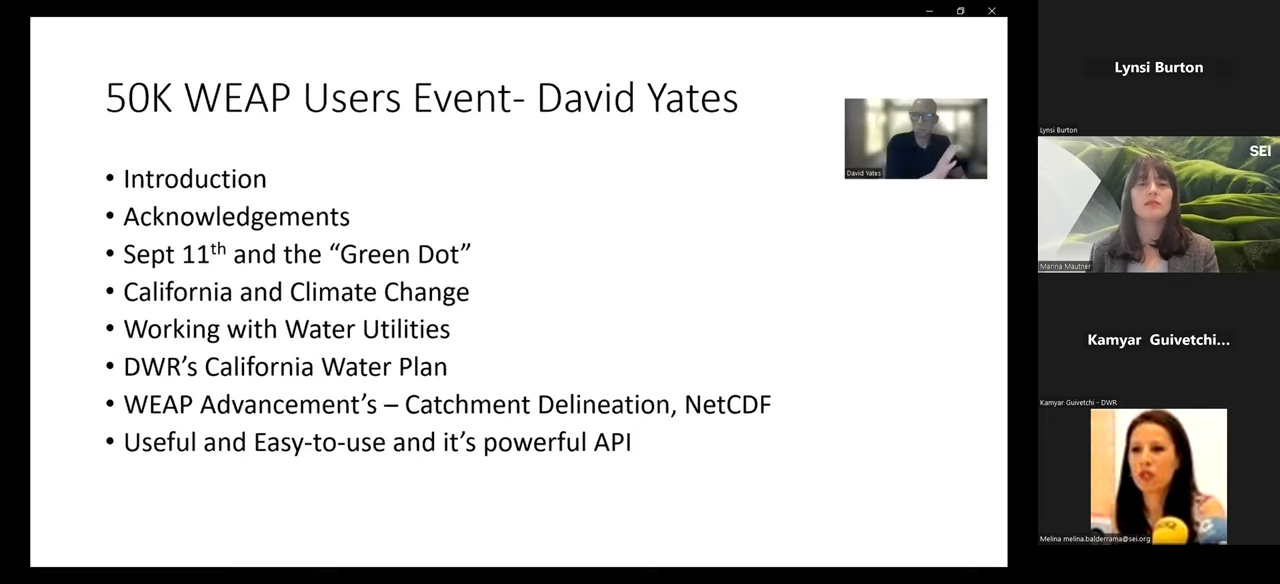 50K WEAP Users Event- David Yates
• Introduction
• Acknowledgements
• Sept 11th and the “Green Dot”
• California and Climate Change
• Working with Water Utilities
• DWR’s California Water Plan
• WEAP Advancement’s – Catchment Delineation, NetCDF
• Useful and Easy-to-use and it’s powerful API
David Yates
Lynsi Burton
Lynsi Burton
SEI
Marina Mautner
Kamyar Guivetchi...
Kamyar Guivetchi - DWR
Melina melina.balderrama@sei.org